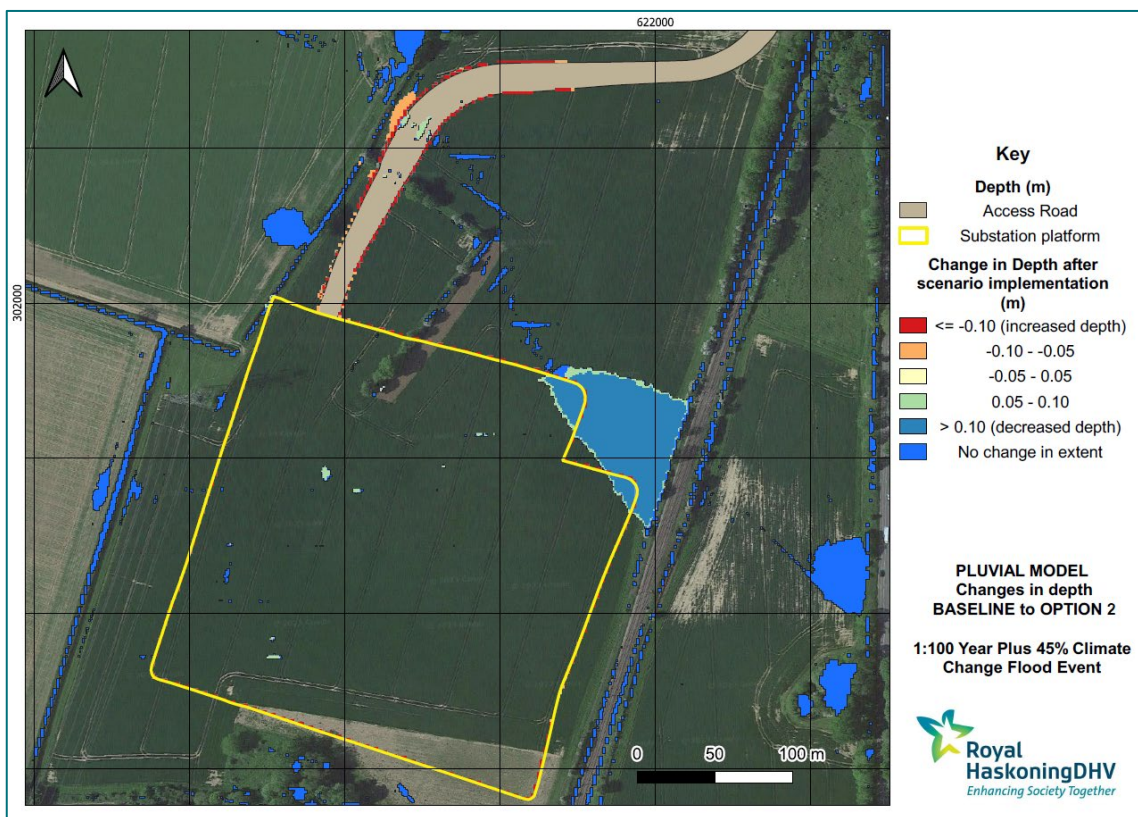 622000
302000
Key
Depth (m)
Access Road
Substation platform
Change in Depth after
scenario implementation
(m)
<= -0.10 (increased depth)
-0.10 - -0.05
-0.05 - 0.05
0.05 - 0.10
> 0.10 (decreased depth)
No change in extent
PLUVIAL MODEL
Changes in depth
BASELINE to OPTION 2
1:100 Year Plus 45% Climate
Change Flood Event
0 50 100 m
Royal
HaskoningDHV
Enhancing Society Together